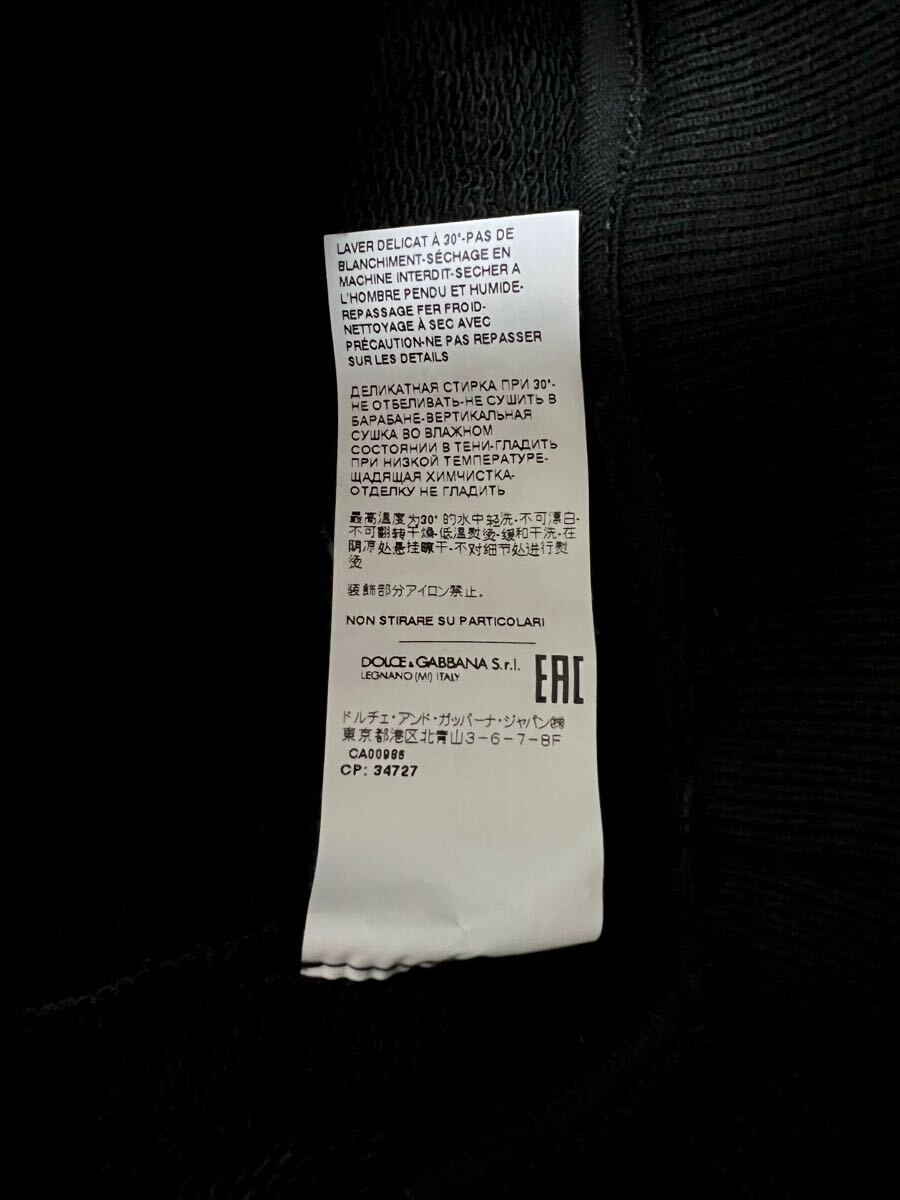 LAVER DELICAT À 30°-PAS DE
BLANCHIMENT-SÉCHAGE EN
MACHINE INTERDIT-SECHER A
L'HOMBRE PENDU ET HUMIDE-
REPASSAGE FER FROID-
NETTOYAGE À SEC AVEC
PRÉCAUTION-NE PAS REPASSER
SUR LES DETAILS
ДЕЛИКАТНАЯ СТИРКА ПРИ 30°-
НЕ ОТБЕЛИВАТЬ-НЕ СУШИТЬ В
БАРАБАНЕ-ВЕРТИКАЛЬНАЯ
СУШКА ВО ВЛАЖНОМ
СОСТОЯНИИ В ТЕНИ-ГЛАДИТЬ
ПРИ НИЗКОЙ ТЕМПЕРАТУРЕ-
ЩАДЯЩАЯ ХИМЧИСТКА-
ОТДЕЛКУ НЕ ГЛАДИТЬ
最高温度为30°的水中轻洗-不可漂白-
不可翻转干燥-低温熨烫-缓和干洗-在
阴凉处悬挂晾干-不对细节处进行熨
烫
装飾部分アイロン禁止。
NON STIRARE SU PARTICOLARI
DOLCE & GABBANA S.r.l.
LEGNANO (MI) ITALY
EAC
ドルチェ・アンド・ガッバーナ・ジャパン㈱
東京都港区北青山3-6-7-8F
CA00985
CP: 34727